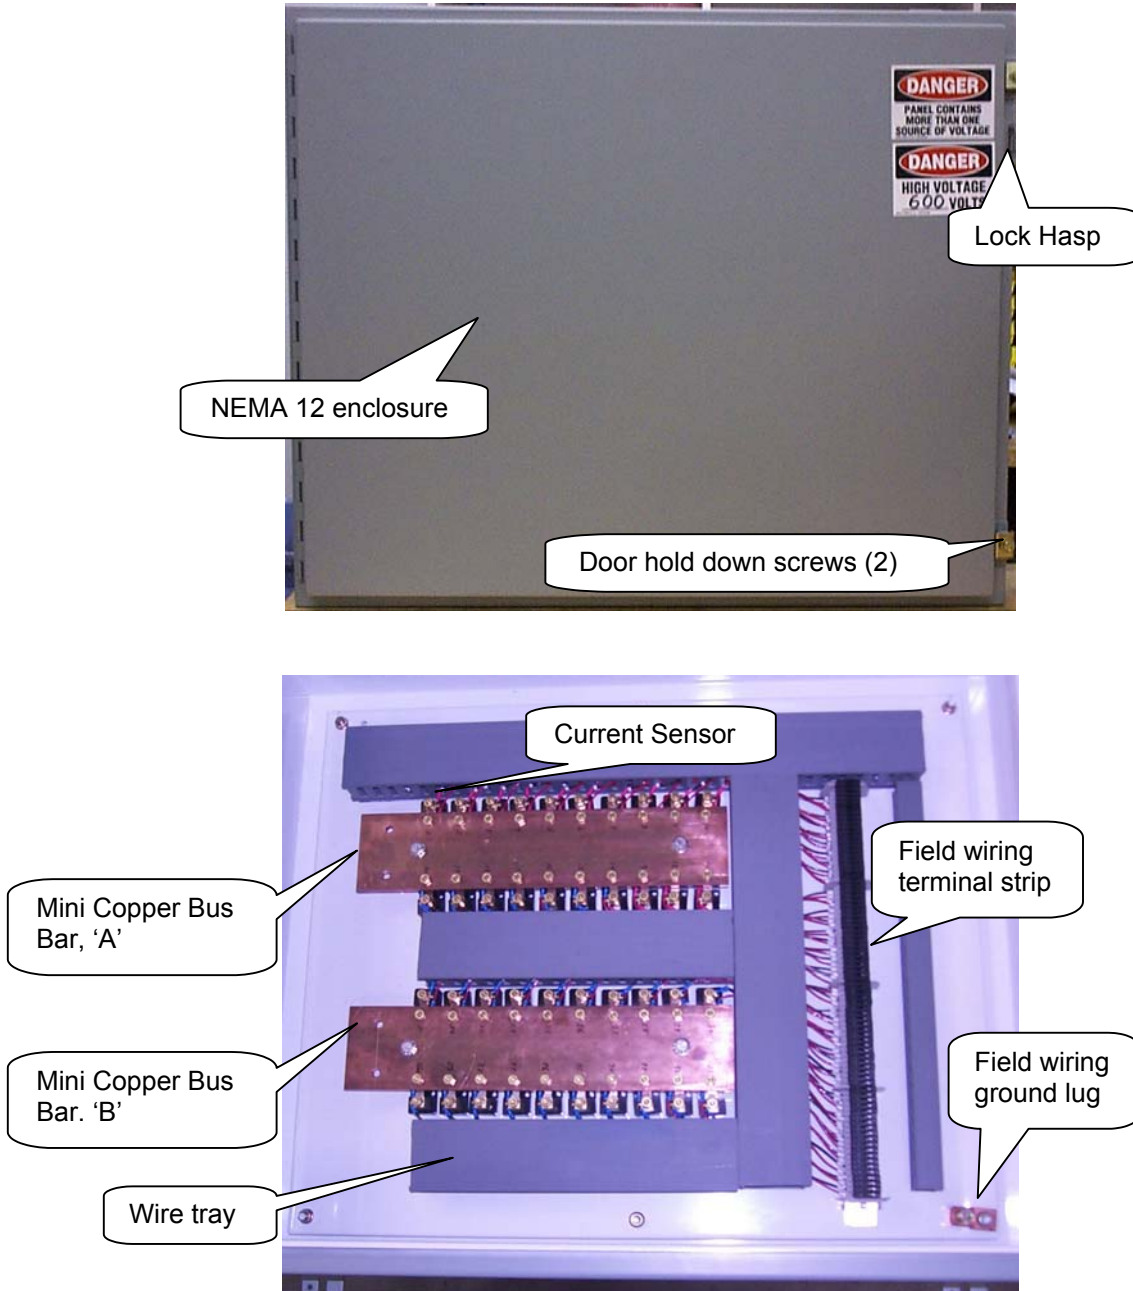 DANGER
PANEL CONTAINS
MORE THAN ONE
SOURCE OF VOLTAGE
DANGER
HIGH VOLTAGE
600 VOLTS
Lock Hasp
NEMA 12 enclosure
Door hold down screws (2)
Current Sensor
Field wiring
terminal strip
Mini Copper Bus
Bar, ‘A’
Mini Copper Bus
Bar. ‘B’
Field wiring
ground lug
Wire tray